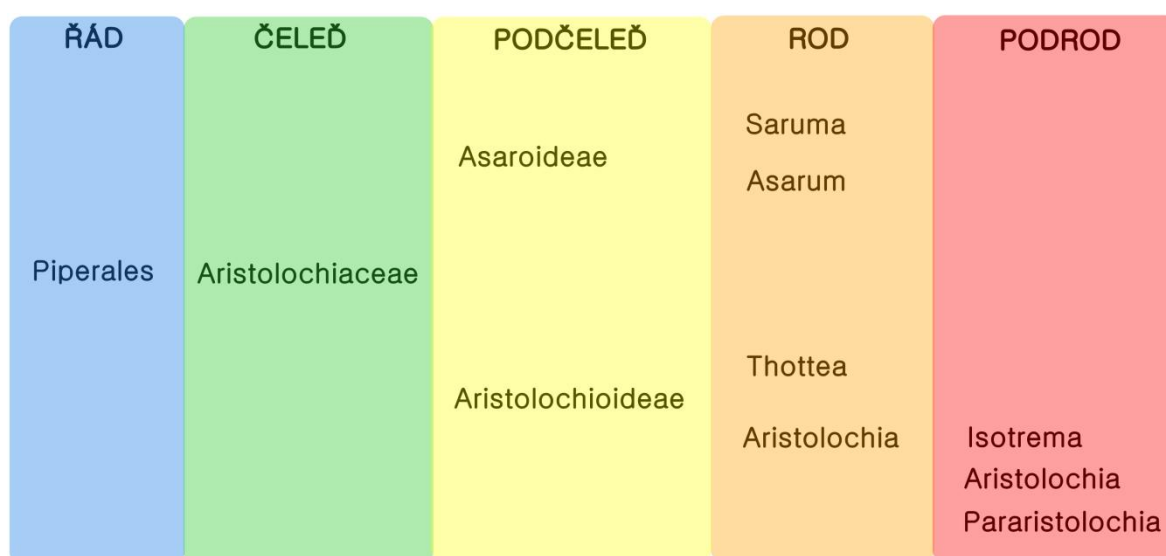 ŘÁD
ČELEĎ
PODČELEĎ
ROD
PODROD
Saruma
Asaroideae
Asarum
Piperales
Aristolochiaceae
Thottea
Aristolochioideae
Aristolochia
Isotrema
Aristolochia
Pararistolochia